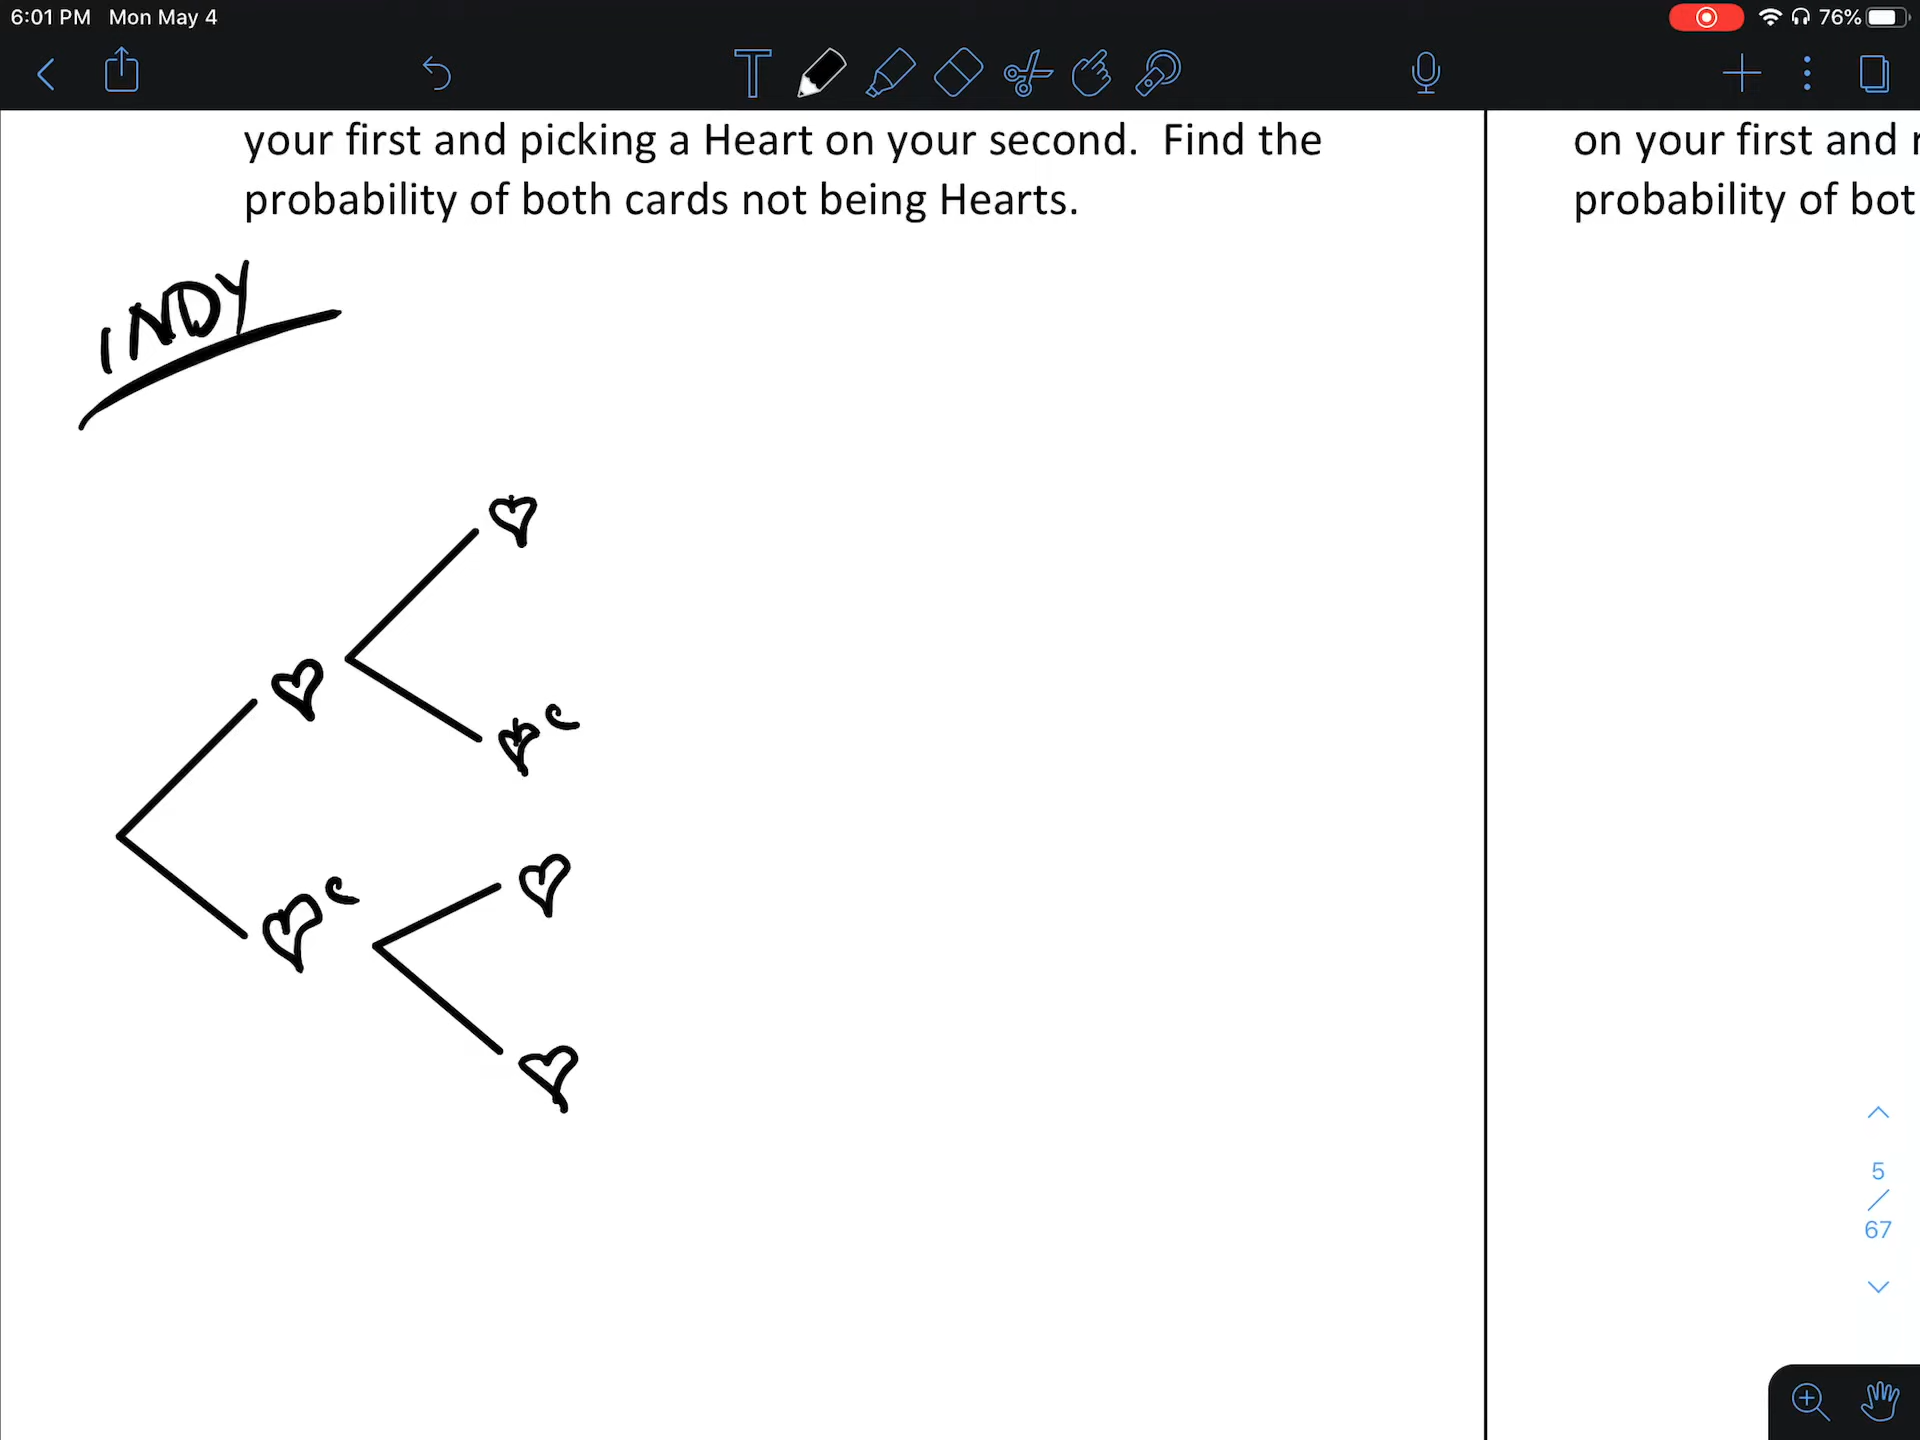 6:01 PM Mon May 4
76%
T
your first and picking a Heart on your second. Find the
probability of both cards not being Hearts.
on your first and
probability of bot
INDY
♡
♡
♡ c
♡
♡ c
♡
5
/
67